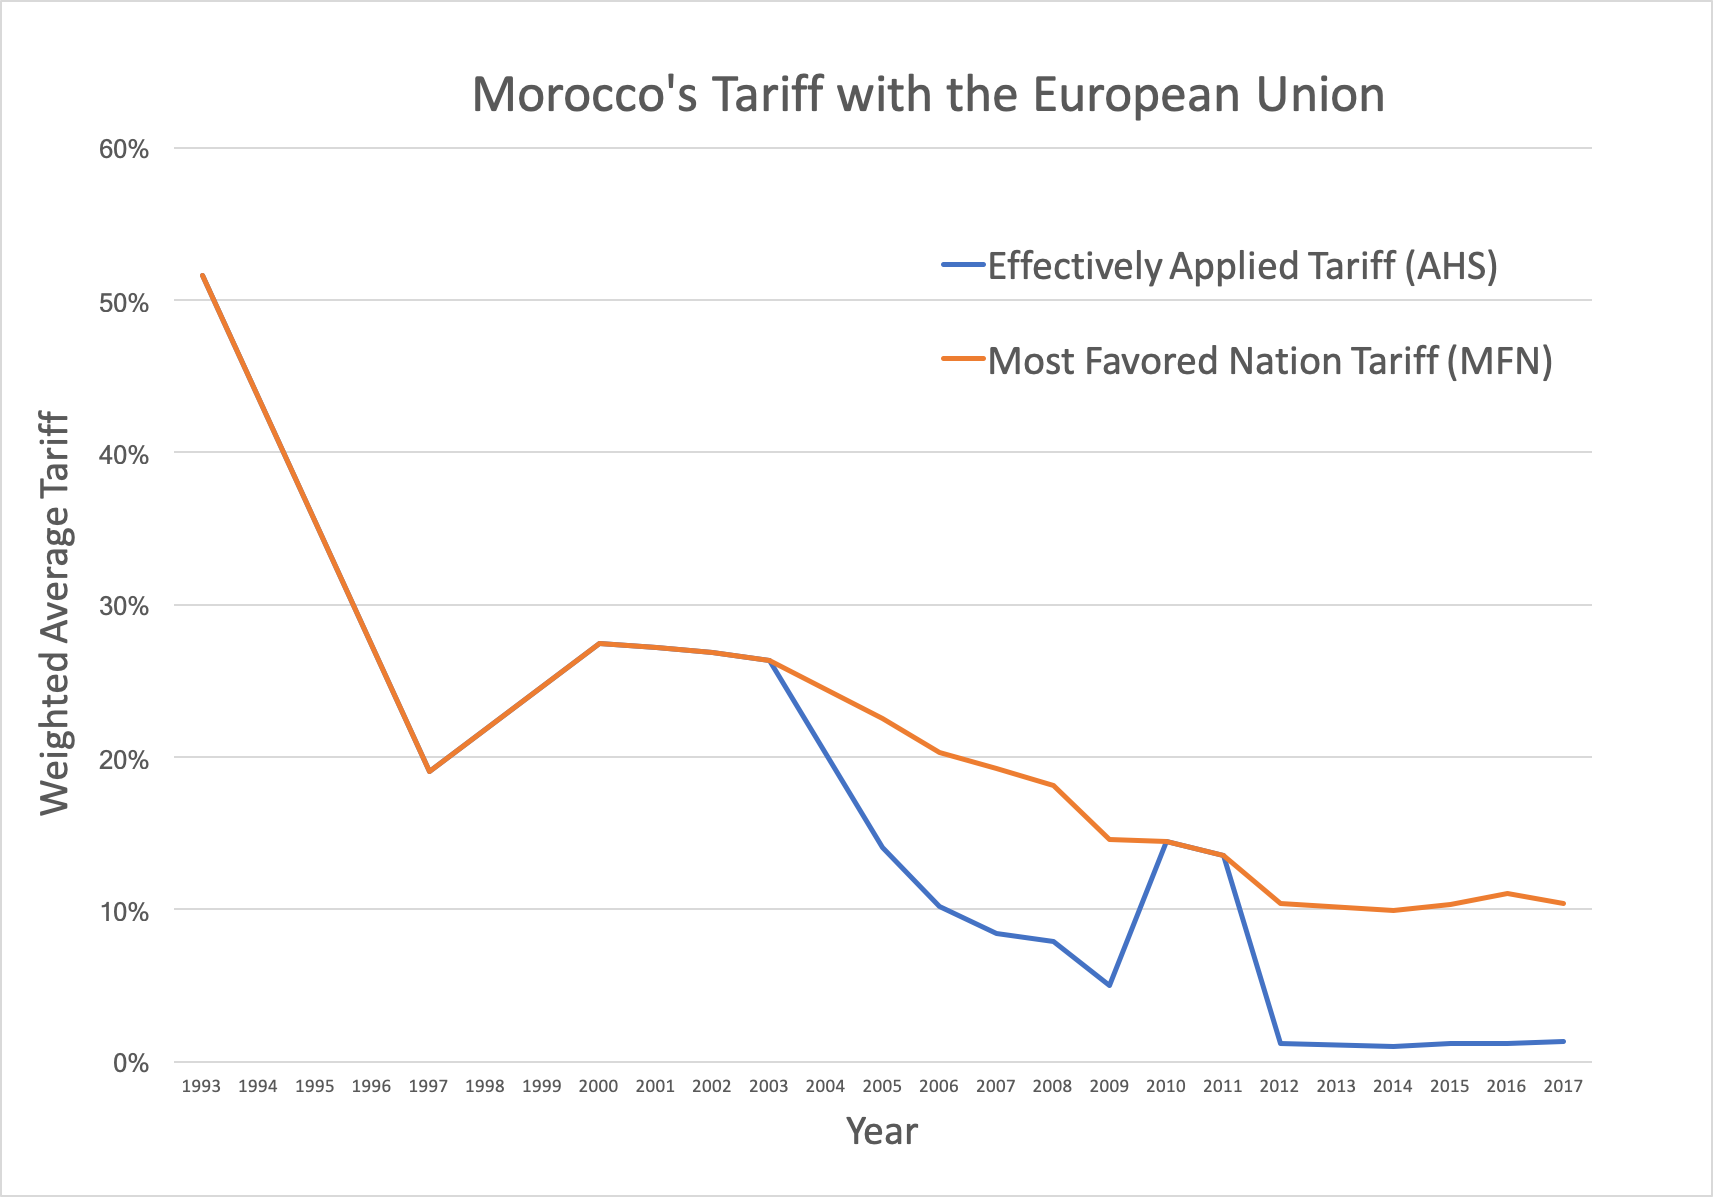 Morocco's Tariff with the European Union
60%
50%
40%
30%
20%
10%
0%
Weighted Average Tariff
Effectively Applied Tariff (AHS)
Most Favored Nation Tariff (MFN)
1993 1994 1995 1996 1997 1998 1999 2000 2001 2002 2003 2004 2005 2006 2007 2008 2009 2010 2011 2012 2013 2014 2015 2016 2017
Year